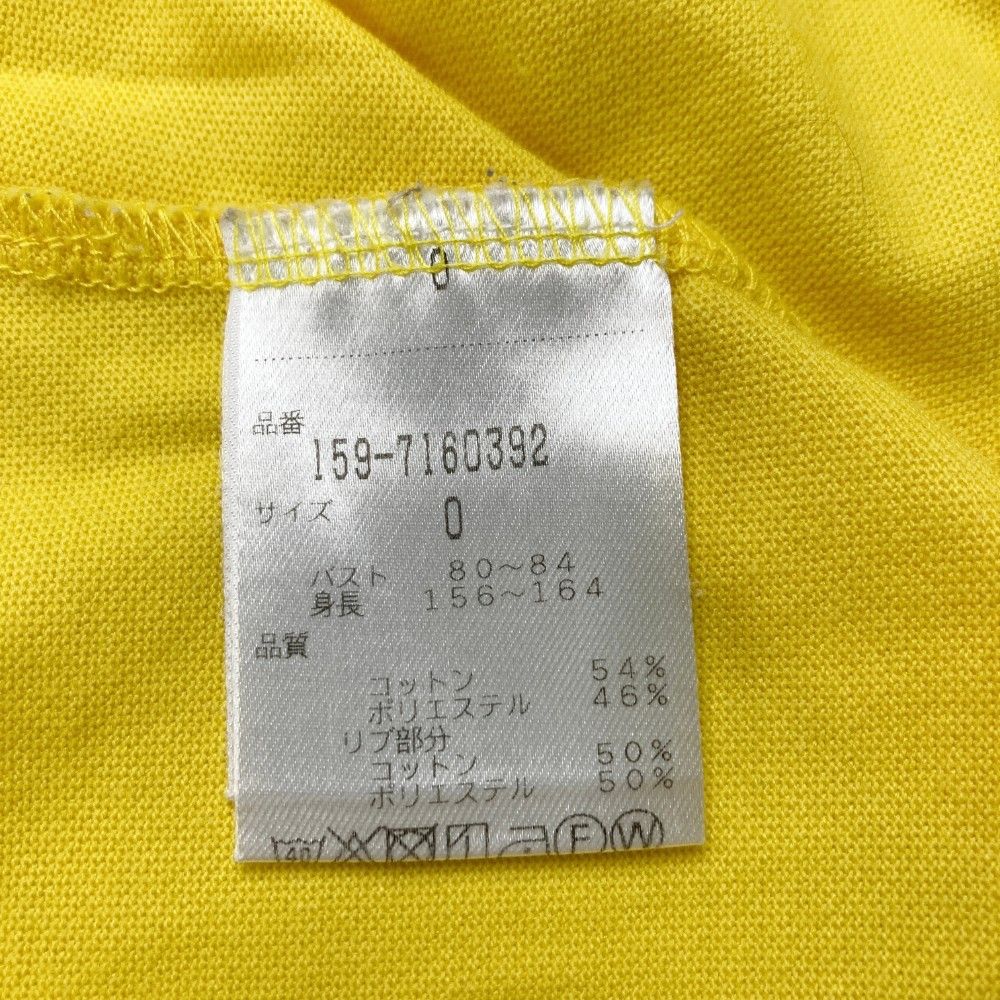 0
品番
159-7160392
サイズ 0
バスト 80~84
身長 156~164
品質
コットン 54%
ポリエステル 46%
リブ部分
コットン 50%
ポリエステル 50%
40 F W